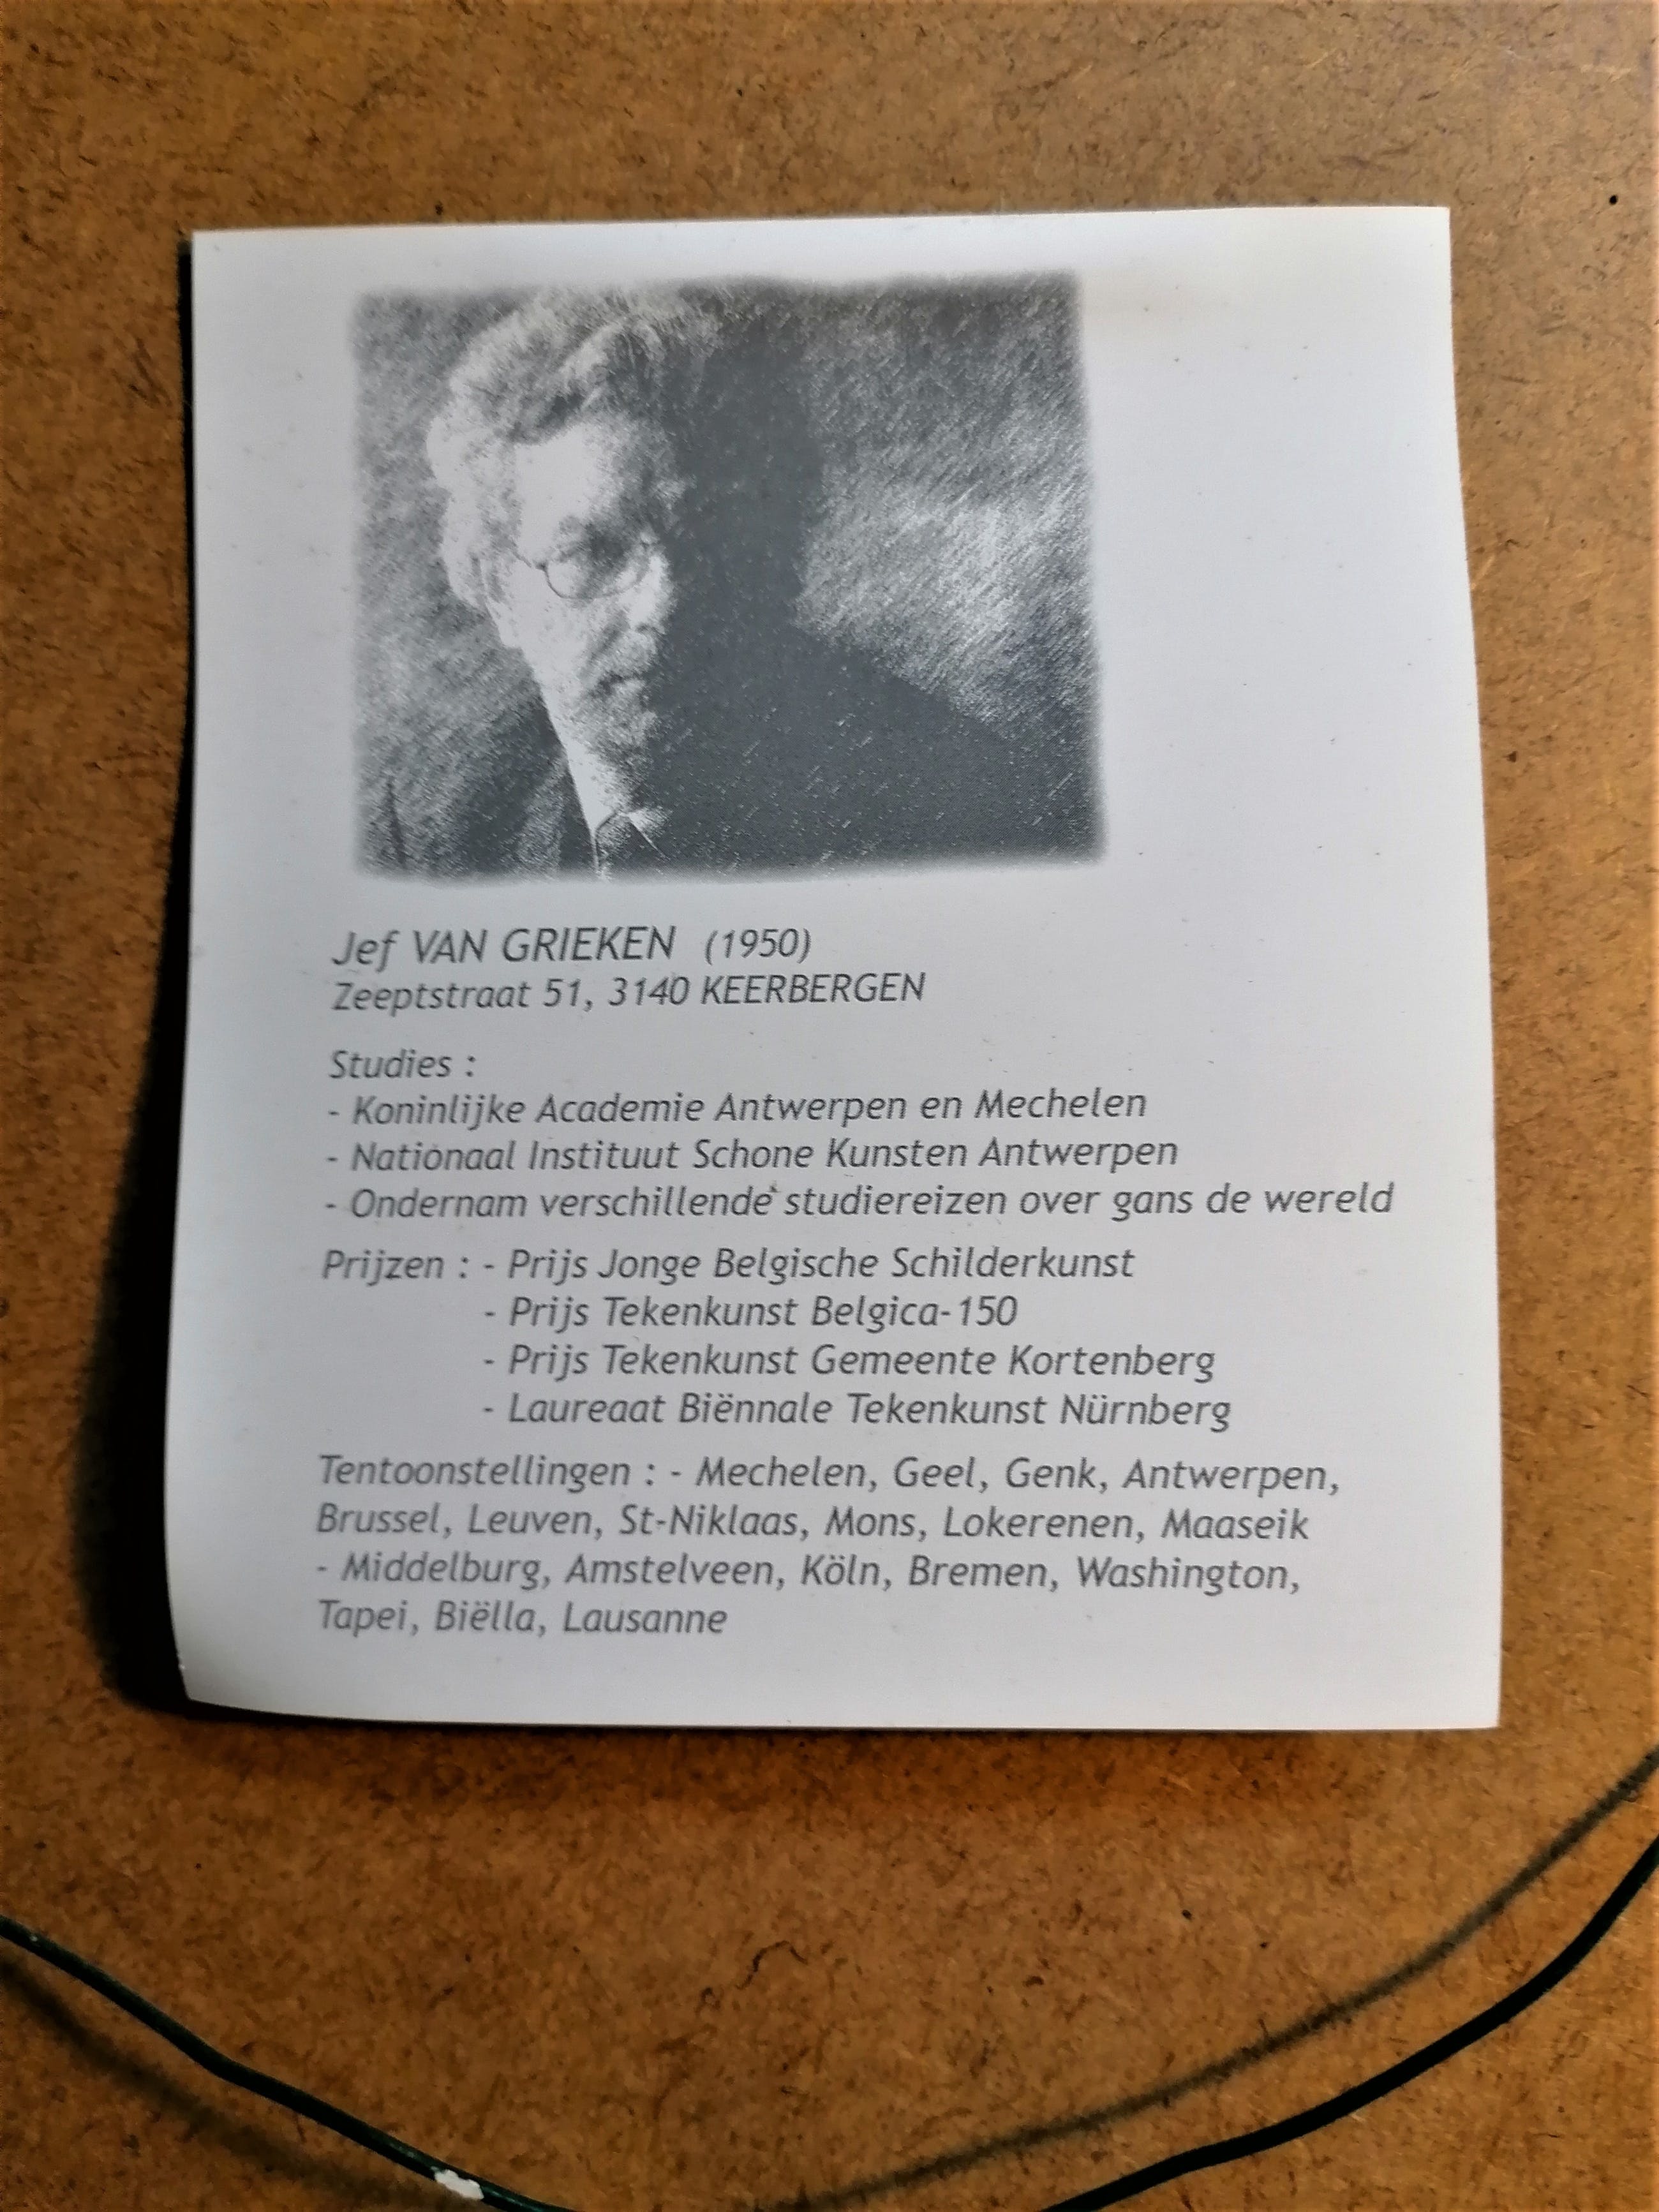 Jef VAN GRIEKEN (1950)
Zeeptstraat 51, 3140 KEERBERGEN
Studies :
- Koninlijke Academie Antwerpen en Mechelen
- Nationaal Instituut Schone Kunsten Antwerpen
- Ondernam verschillende studiereizen over gans de wereld
Prijzen : - Prijs Jonge Belgische Schilderkunst
- Prijs Tekenkunst Belgica-150
- Prijs Tekenkunst Gemeente Kortenberg
- Laureaat Biënnale Tekenkunst Nürnberg
Tentoonstellingen : - Mechelen, Geel, Genk, Antwerpen,
Brussel, Leuven, St-Niklaas, Mons, Lokerenen, Maaseik
- Middelburg, Amstelveen, Köln, Bremen, Washington,
Tapei, Biëlla, Lausanne